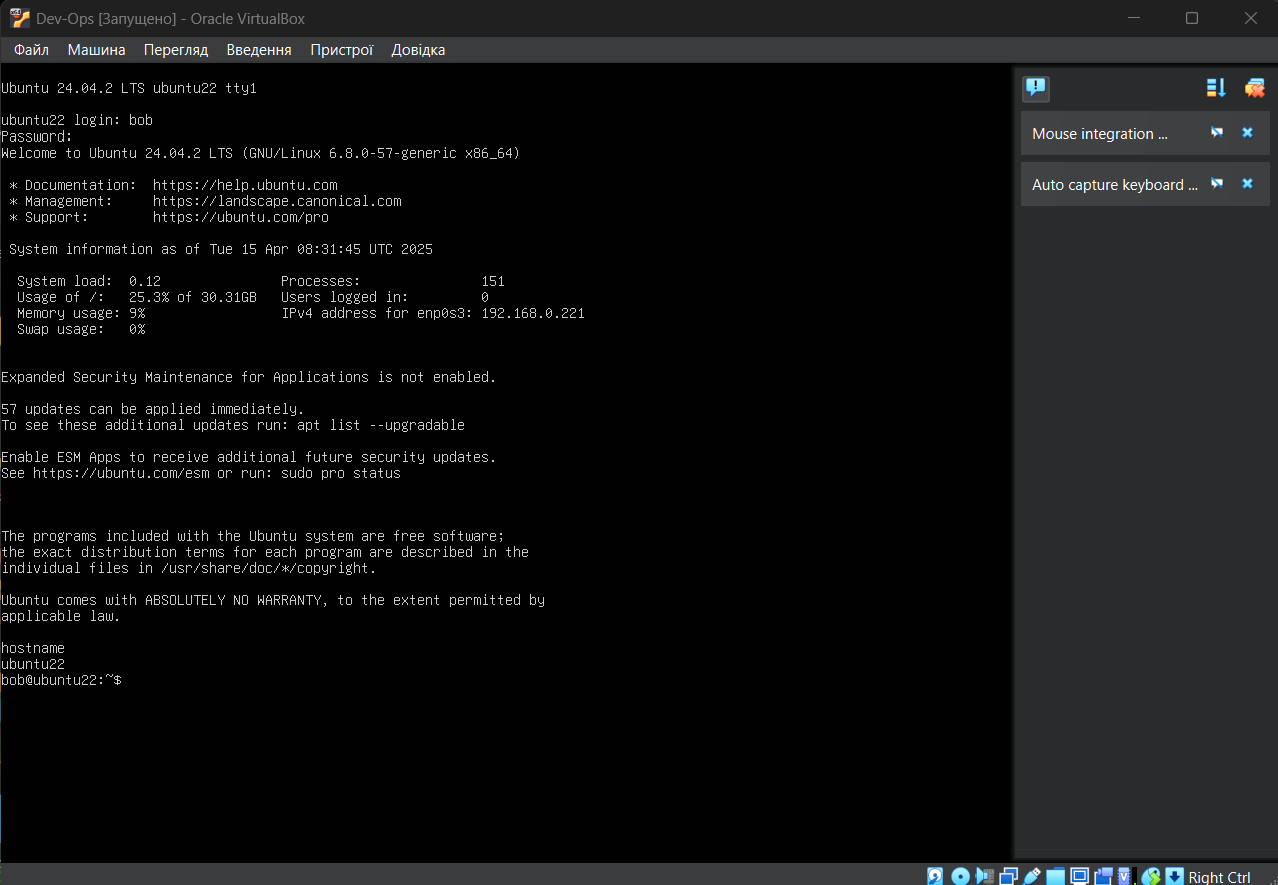 Dev-Ops [Запущено] - Oracle VirtualBox
Файл Машина Перегляд Введення Пристрої Довідка
Ubuntu 24.04.2 LTS ubuntu22 tty1
ubuntu22 login: bob
Password:
Welcome to Ubuntu 24.04.2 LTS (GNU/Linux 6.8.0-57-generic x86_64)
* Documentation: https://help.ubuntu.com
* Management: https://landscape.canonical.com
* Support: https://ubuntu.com/pro
System information as of Tue 15 Apr 08:31:45 UTC 2025
System load: 0.12 Processes: 151
Usage of /: 25.3% of 30.31GB Users logged in: 0
Memory usage: 9% IPv4 address for enp0s3: 192.168.0.221
Swap usage: 0%
Expanded Security Maintenance for Applications is not enabled.
57 updates can be applied immediately.
To see these additional updates run: apt list --upgradable
Enable ESM Apps to receive additional future security updates.
See https://ubuntu.com/esm or run: sudo pro status
The programs included with the Ubuntu system are free software;
the exact distribution terms for each program are described in the
individual files in /usr/share/doc/*/copyright.
Ubuntu comes with ABSOLUTELY NO WARRANTY, to the extent permitted by
applicable law.
hostname
ubuntu22
bob@ubuntu22:~$
Mouse integration ...
Auto capture keyboard ...
Right Ctrl